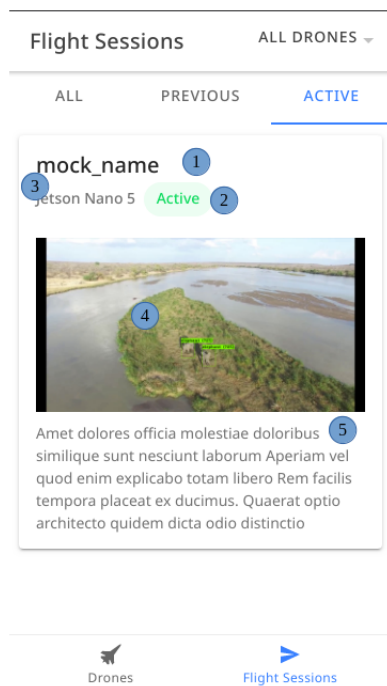 Flight Sessions
ALL DRONES
ALL PREVIOUS ACTIVE
mock_name 1
3
Jetson Nano 5 Active 2
4
5
Amet dolores officia molestiae doloribus
similique sunt nesciunt laborum Aperiam vel
quod enim explicabo totam libero Rem facilis
tempora placeat ex ducimus. Quaerat optio
architecto quidem dicta odio distinctio
Drones Flight Sessions